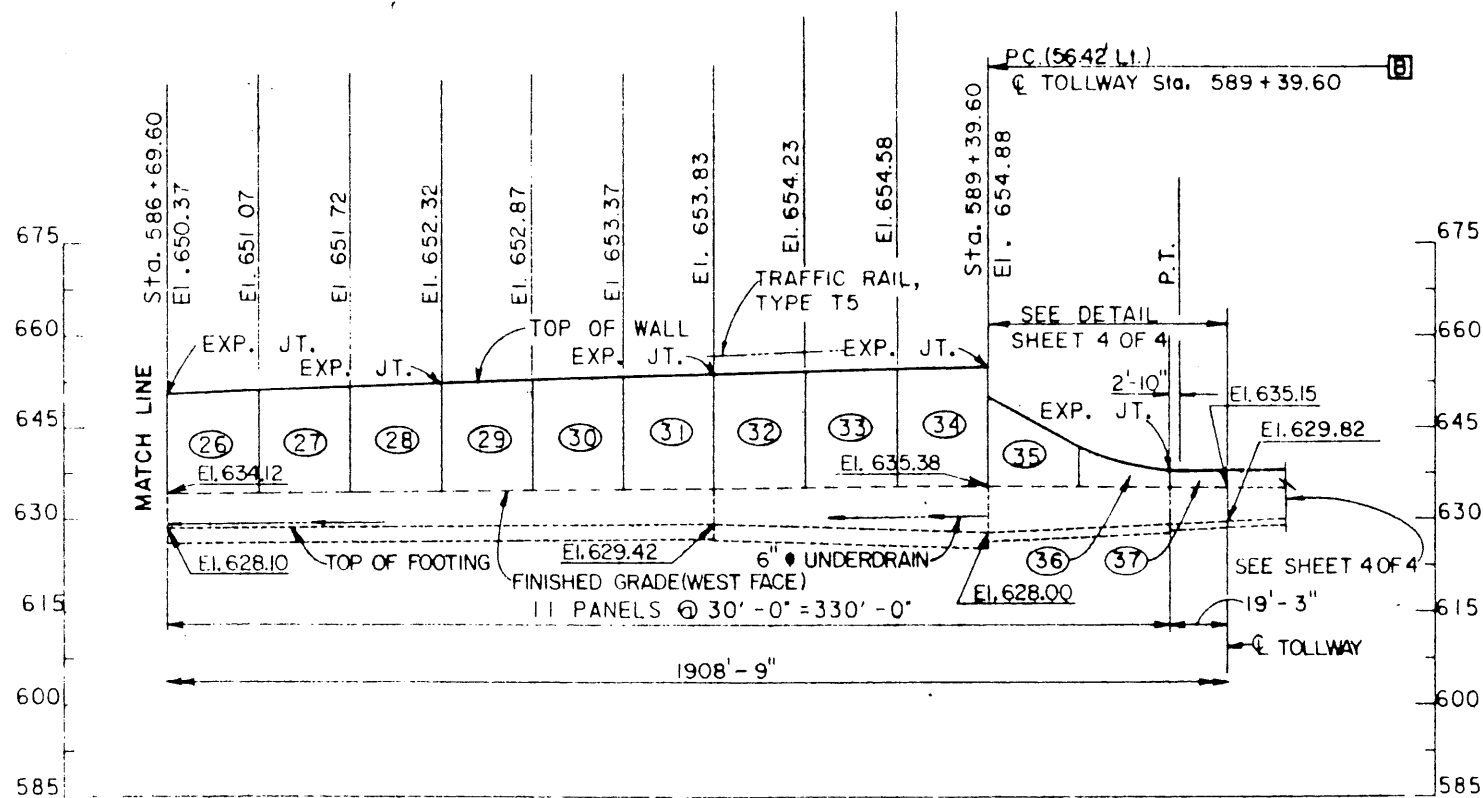 P.C. (56.42' Lt.)
℄ TOLLWAY Sta. 589+39.60
B
Sta. 586+69.60
El. 650.37
El. 651.07
El. 651.72
El. 652.32
El. 652.87
El. 653.37
El. 653.83
El. 654.23
El. 654.58
Sta. 589+39.60
El. 654.88
P.T.
675
675
TRAFFIC RAIL,
TYPE T5
660
EXP. JT.
EXP. JT.
TOP OF WALL
EXP. JT.
EXP. JT.
SEE DETAIL
SHEET 4 OF 4
660
2'-10"
El. 635.15
645
EXP. JT.
El. 629.82
645
MATCH LINE
26
27
28
29
30
31
32
33
34
35
El. 634.12
El. 635.38
630
630
El. 628.10
TOP OF FOOTING
El. 629.42
6" ϕ UNDERDRAIN
36
37
SEE SHEET 4 OF 4
FINISHED GRADE (WEST FACE)
El. 628.00
615
11 PANELS @ 30'-0" = 330'-0"
19'-3"
615
℄ TOLLWAY
1908'-9"
600
600
585
585